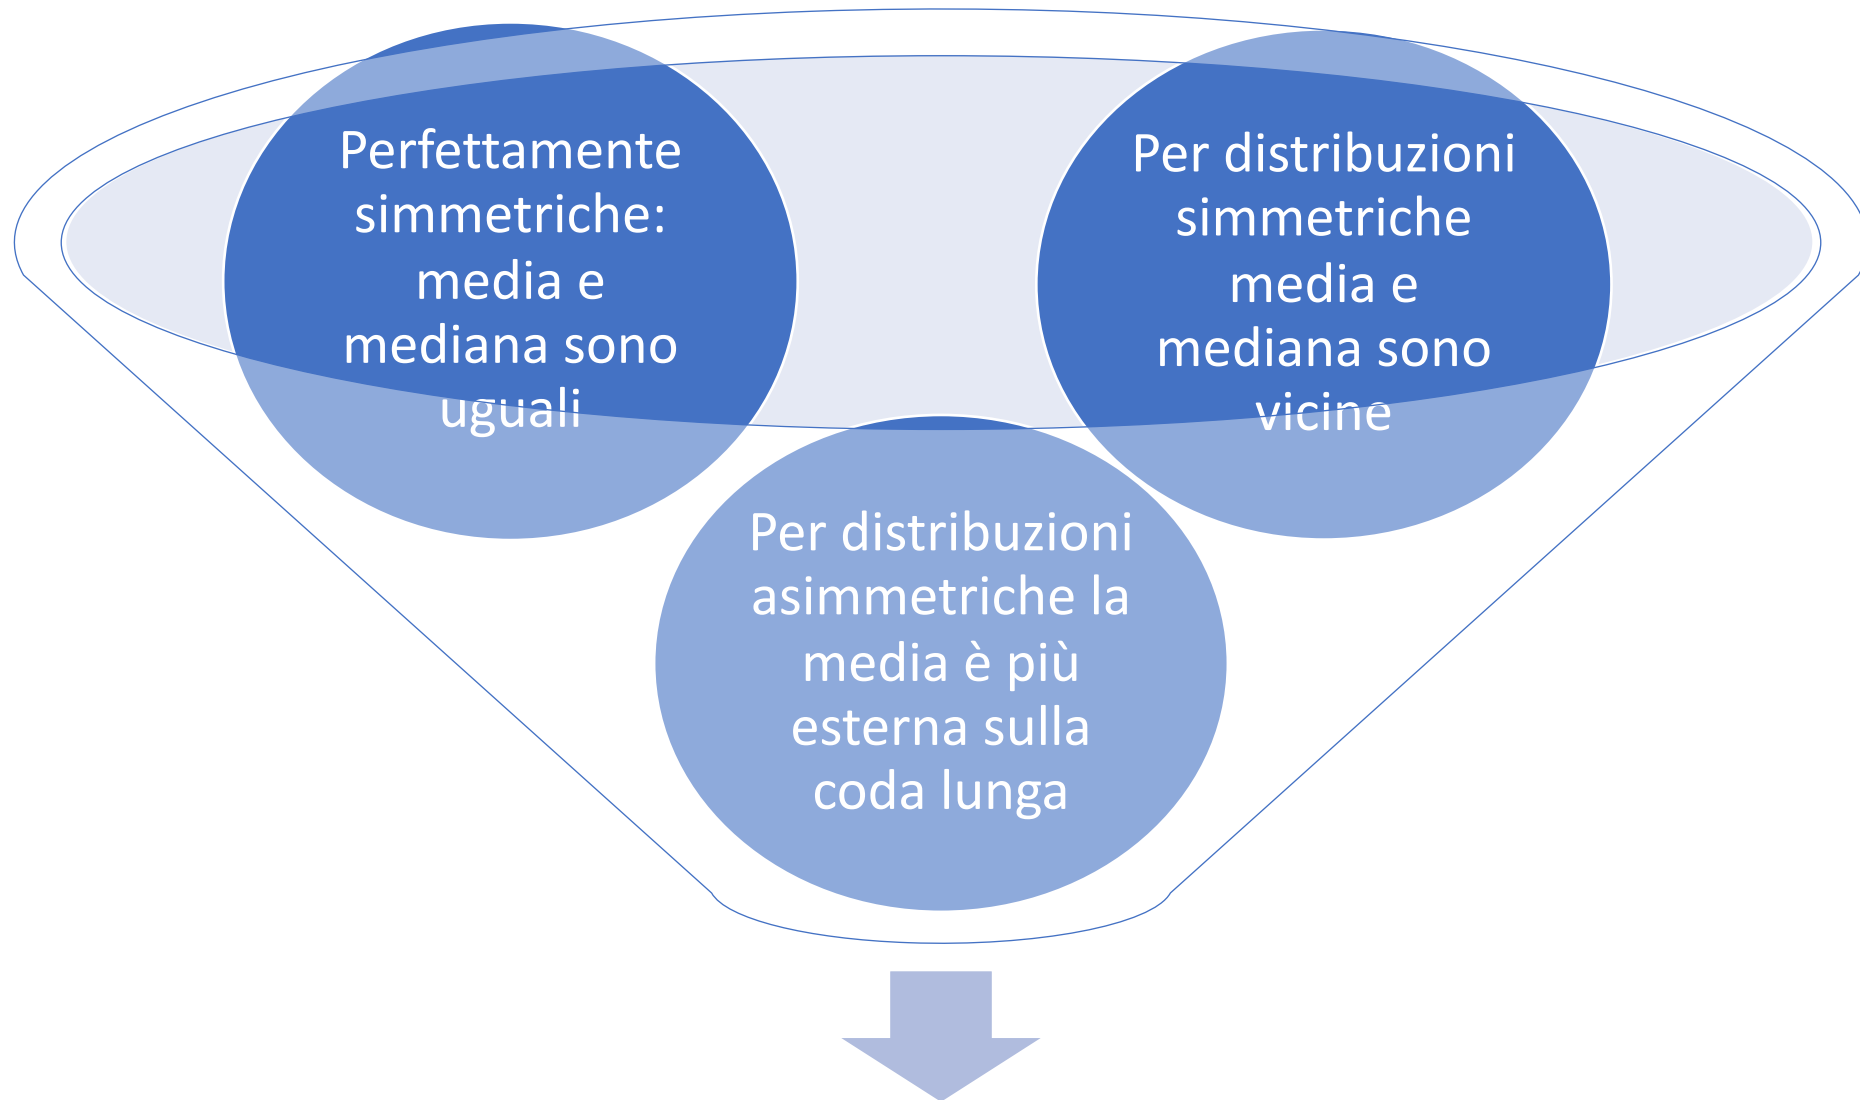 Perfettamente
simmetriche:
media e
mediana sono
uguali
Per distribuzioni
simmetriche
media e
mediana sono
vicine
Per distribuzioni
asimmetriche la
media è più
esterna sulla
coda lunga